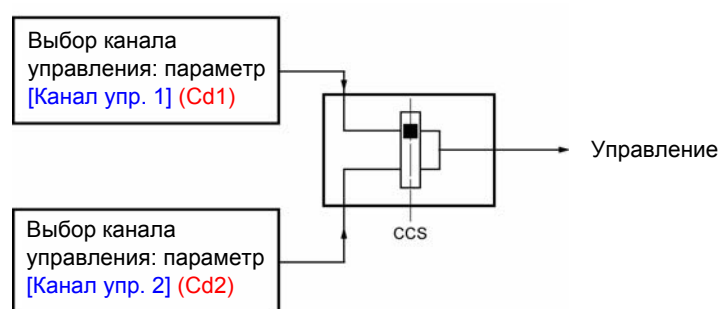 Выбор канала
управления: параметр
[Канал упр. 1] (Cd1)
Управление
Выбор канала
управления: параметр
[Канал упр. 2] (Cd2)
CCS